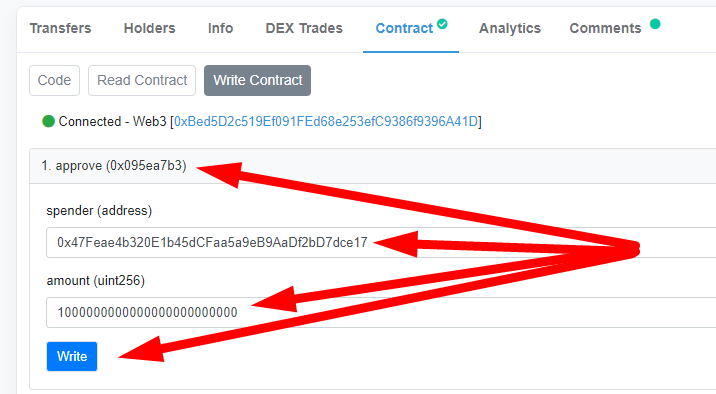 Transfers Holders Info DEX Trades Contract Analytics Comments
Code Read Contract Write Contract
Connected - Web3 [0xBed5D2c519Ef091FEd68e253efC9386f9396A41D]
1. approve (0x095ea7b3)
spender (address)
0x47Feae4b320E1b45dCFaa5a9eB9AaDf2bD7dce17
amount (uint256)
1000000000000000000000000
Write